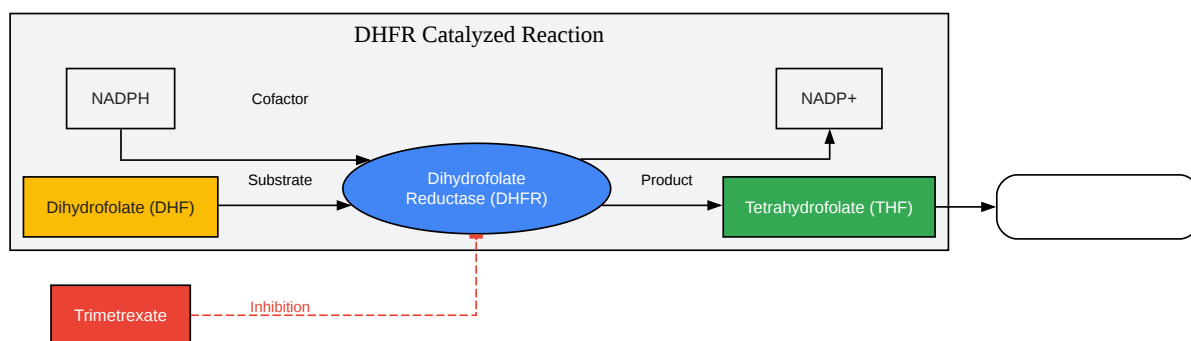 DHFR Catalyzed Reaction
NADPH
Cofactor
NADP+
Dihydrofolate (DHF)
Substrate
Dihydrofolate
Reductase (DHFR)
Product
Tetrahydrofolate (THF)
Trimetrexate
Inhibition